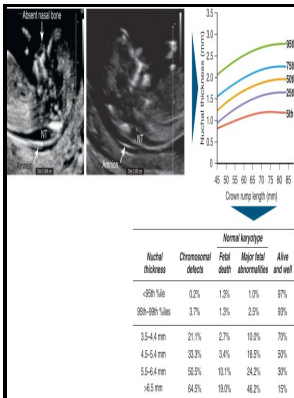 Absent nasal bone
NT
Amnion
NT
Amnion
Nuchal thickness (mm)
3.5
3.0
2.5
2.0
1.5
1.0
0.5
0
95th
75th
50th
25th
5th
45 50 55 60 65 70 75 80 85
Crown rump length (mm)
Normal karyotype
Nuchal thickness Chromosomal defects Fetal death Major fetal abnormalities Alive and well
<95th %ile 0.2% 1.3% 1.0% 97%
95th–99th %iles 3.7% 1.3% 2.5% 93%
3.5–4.4 mm 21.1% 2.7% 10.0% 70%
4.5–5.4 mm 33.3% 3.4% 18.5% 50%
5.5–6.4 mm 50.5% 10.1% 24.2% 30%
>6.5 mm 64.5% 19.0% 46.2% 15%